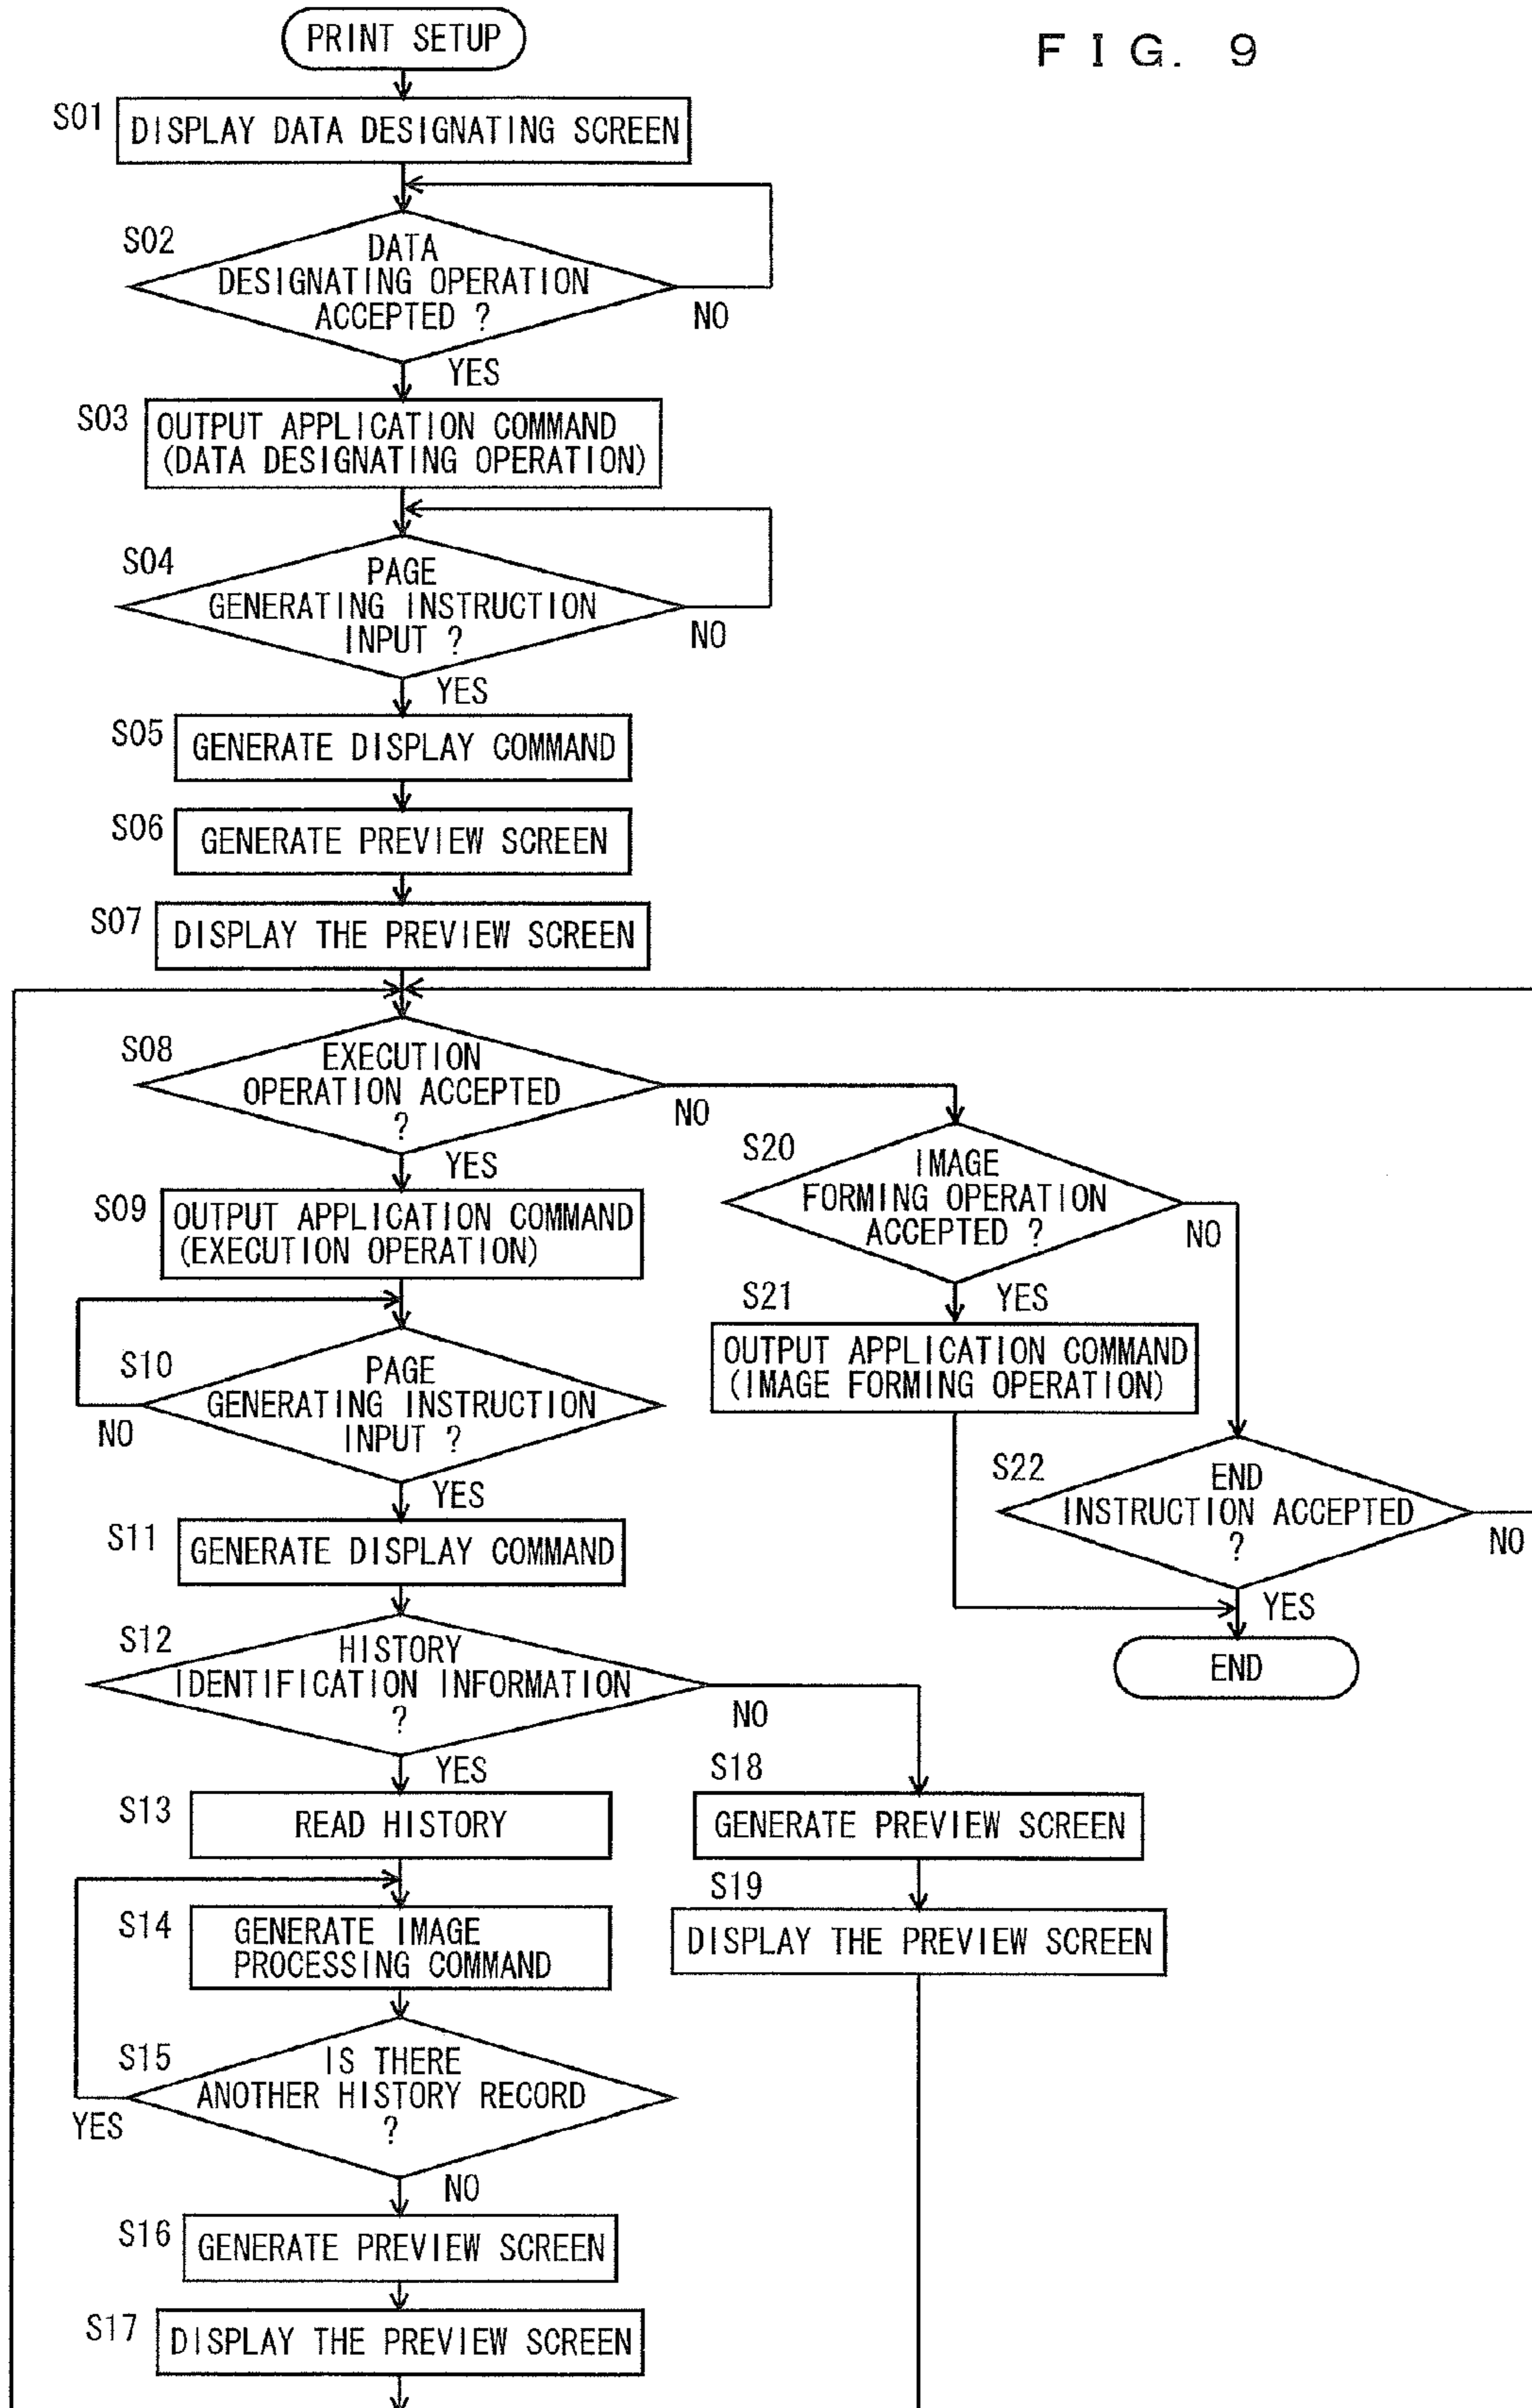 FIG. 9
PRINT SETUP
S01
DISPLAY DATA DESIGNATING SCREEN
S02
DATA
DESIGNATING OPERATION
ACCEPTED ?
NO
YES
S03
OUTPUT APPLICATION COMMAND
(DATA DESIGNATING OPERATION)
S04
PAGE
GENERATING INSTRUCTION
INPUT ?
NO
YES
S05
GENERATE DISPLAY COMMAND
S06
GENERATE PREVIEW SCREEN
S07
DISPLAY THE PREVIEW SCREEN
S08
EXECUTION
OPERATION ACCEPTED
?
NO
YES
S09
OUTPUT APPLICATION COMMAND
(EXECUTION OPERATION)
S10
PAGE
GENERATING INSTRUCTION
INPUT ?
NO
YES
S11
GENERATE DISPLAY COMMAND
S12
HISTORY
IDENTIFICATION INFORMATION
?
NO
YES
S13
READ HISTORY
S14
GENERATE IMAGE
PROCESSING COMMAND
S15
IS THERE
ANOTHER HISTORY RECORD
?
YES
NO
S16
GENERATE PREVIEW SCREEN
S17
DISPLAY THE PREVIEW SCREEN
S18
GENERATE PREVIEW SCREEN
S19
DISPLAY THE PREVIEW SCREEN
S20
IMAGE
FORMING OPERATION
ACCEPTED ?
NO
YES
S21
OUTPUT APPLICATION COMMAND
(IMAGE FORMING OPERATION)
S22
END
INSTRUCTION ACCEPTED
?
NO
YES
END